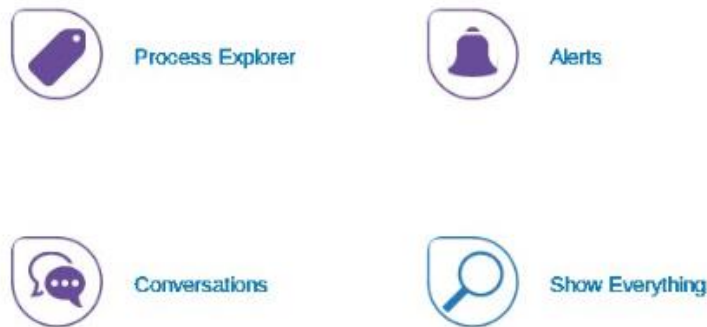 Process Explorer
Alerts
Conversations
Show Everything